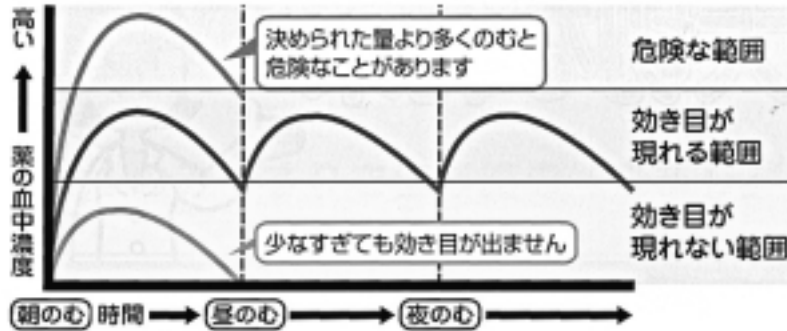 高い
薬の血中濃度
決められた量より多くのむと
危険なことがあります
危険な範囲
効き目が
現れる範囲
効き目が
現れない範囲
少なすぎても効き目が出ません
朝のむ 時間 昼のむ 夜のむ